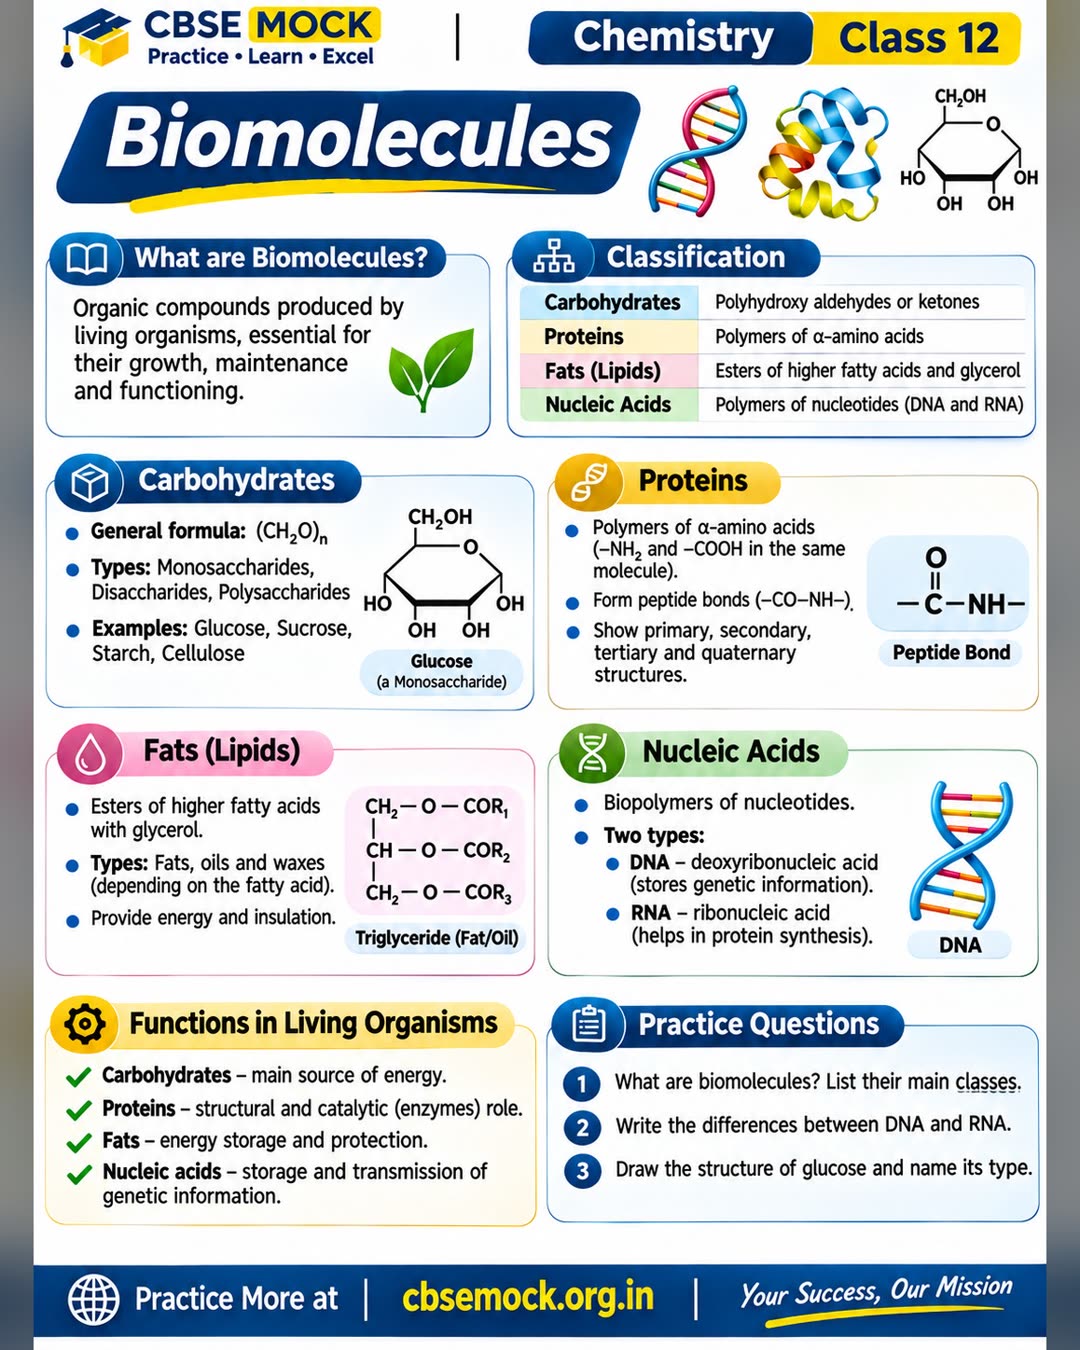 CBSE MOCK
Practice • Learn • Excel
Chemistry Class 12
Biomolecules
CH₂OH
O
HO
OH
OH OH
What are Biomolecules?
Organic compounds produced by
living organisms, essential for
their growth, maintenance
and functioning.
Classification
Carbohydrates Polyhydroxy aldehydes or ketones
Proteins Polymers of α-amino acids
Fats (Lipids) Esters of higher fatty acids and glycerol
Nucleic Acids Polymers of nucleotides (DNA and RNA)
Carbohydrates
• General formula: (CH₂O)ₙ
• Types: Monosaccharides,
Disaccharides, Polysaccharides
• Examples: Glucose, Sucrose,
Starch, Cellulose
CH₂OH
O
HO OH
OH OH
Glucose
(a Monosaccharide)
Proteins
• Polymers of α-amino acids
(–NH₂ and –COOH in the same
molecule).
• Form peptide bonds (–CO–NH–).
• Show primary, secondary,
tertiary and quaternary
structures.
O
||
—C—NH—
Peptide Bond
Fats (Lipids)
• Esters of higher fatty acids
with glycerol.
• Types: Fats, oils and waxes
(depending on the fatty acid).
• Provide energy and insulation.
CH₂—O—COR₁
|
CH—O—COR₂
|
CH₂—O—COR₃
Triglyceride (Fat/Oil)
Nucleic Acids
• Biopolymers of nucleotides.
• Two types:
• DNA – deoxyribonucleic acid
(stores genetic information).
• RNA – ribonucleic acid
(helps in protein synthesis).
DNA
Functions in Living Organisms
✓ Carbohydrates – main source of energy.
✓ Proteins – structural and catalytic (enzymes) role.
✓ Fats – energy storage and protection.
✓ Nucleic acids – storage and transmission of
genetic information.
Practice Questions
1 What are biomolecules? List their main classes.
2 Write the differences between DNA and RNA.
3 Draw the structure of glucose and name its type.
Practice More at | cbsemock.org.in | Your Success, Our Mission